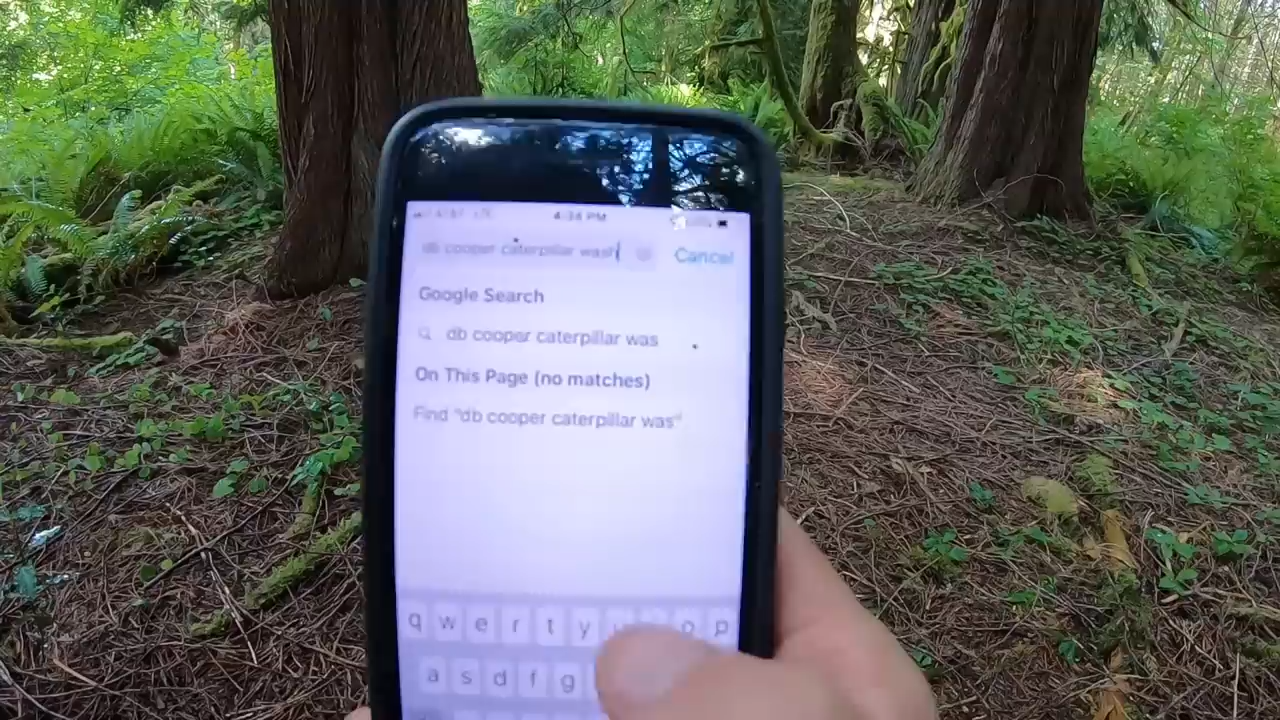 4:34 PM
db cooper caterpillar wash
Cancel
Google Search
db cooper caterpillar was
On This Page (no matches)
Find "db cooper caterpillar was"
q w e r t y o p
a s d f g